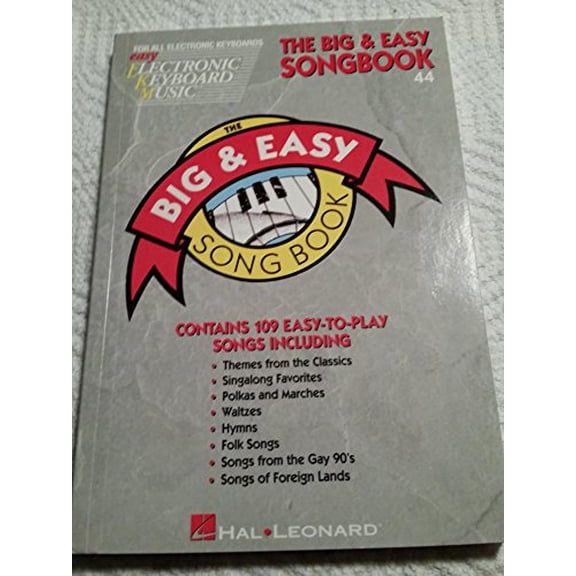 FOR ALL ELECTRONIC KEYBOARDS
easy
ELECTRONIC
KEYBOARD
MUSIC
THE BIG & EASY
SONGBOOK
44
THE
BIG & EASY
SONG BOOK
CONTAINS 109 EASY-TO-PLAY
SONGS INCLUDING
• Themes from the Classics
• Singalong Favorites
• Polkas and Marches
• Waltzes
• Hymns
• Folk Songs
• Songs from the Gay 90's
• Songs of Foreign Lands
HAL•LEONARD®